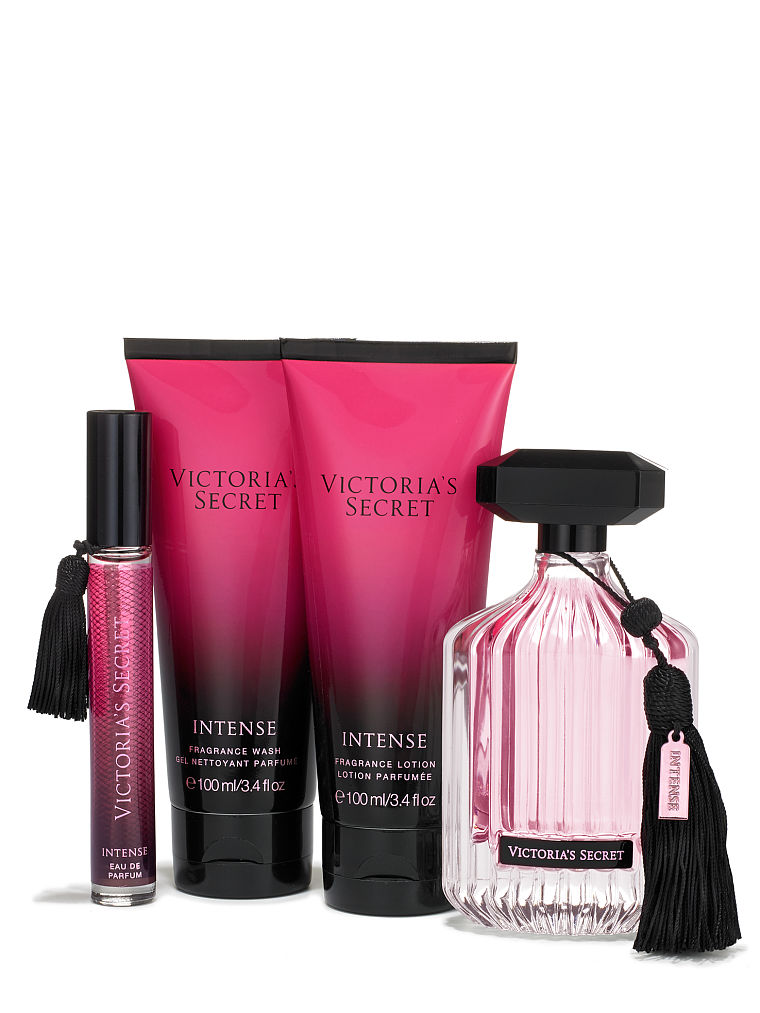 VICTORIA'S SECRET
INTENSE
EAU DE
PARFUM
VICTORIA'S
SECRET
INTENSE
FRAGRANCE WASH
GEL NETTOYANT PARFUMÉ
℮100 ml/3.4 fl oz
VICTORIA'S
SECRET
INTENSE
FRAGRANCE LOTION
LOTION PARFUMÉE
℮100 ml/3.4 fl oz
VICTORIA'S SECRET
INTENSE